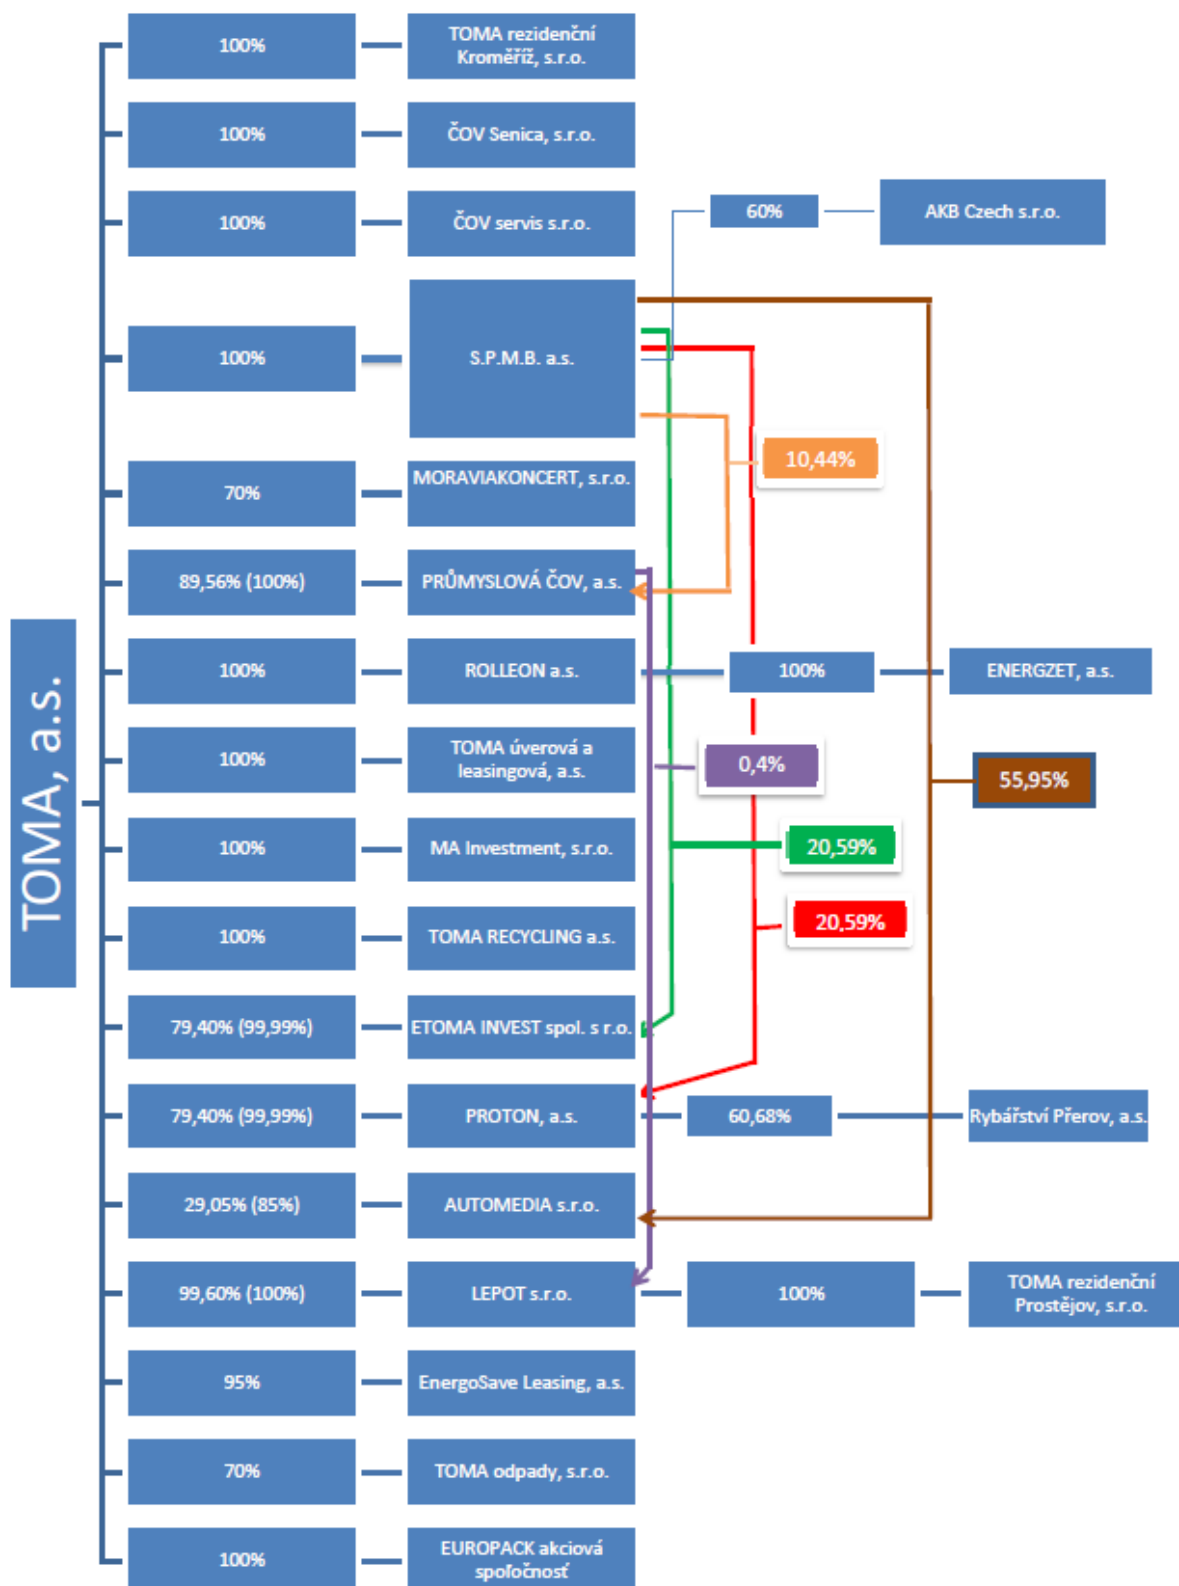 TOMA, a.s.
100%
TOMA rezidenční
Kroměříž, s.r.o.
100%
ČOV Senica, s.r.o.
100%
ČOV servis s.r.o.
60%
AKB Czech s.r.o.
100%
S.P.M.B. a.s.
10,44%
70%
MORAVIAKONCERT, s.r.o.
89,56% (100%)
PRŮMYSLOVÁ ČOV, a.s.
100%
ROLLEON a.s.
100%
ENERGZET, a.s.
100%
TOMA úverová a
leasingová, a.s.
0,4%
55,95%
100%
MA Investment, s.r.o.
20,59%
100%
TOMA RECYCLING a.s.
20,59%
79,40% (99,99%)
ETOMA INVEST spol. s r.o.
79,40% (99,99%)
PROTON, a.s.
60,68%
Rybářství Přerov, a.s.
29,05% (85%)
AUTOMEDIA s.r.o.
99,60% (100%)
LEPOT s.r.o.
100%
TOMA rezidenční
Prostějov, s.r.o.
95%
EnergoSave Leasing, a.s.
70%
TOMA odpady, s.r.o.
100%
EUROPACK akciová
spoľočnosť